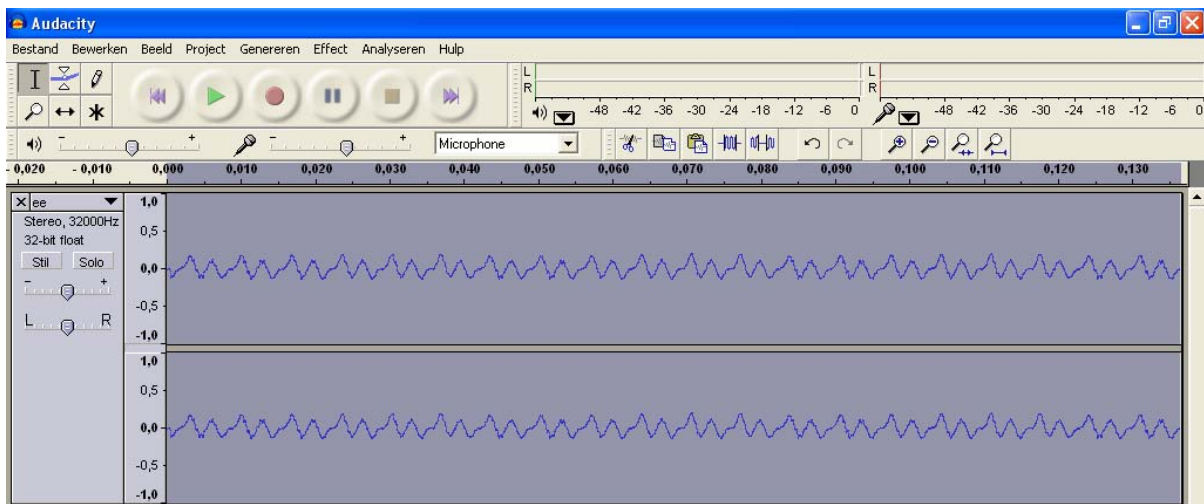 Audacity
Bestand Bewerken Beeld Project Genereren Effect Analyseren Hulp
L
R
-48 -42 -36 -30 -24 -18 -12 -6 0
L
R
-48 -42 -36 -30 -24 -18 -12 -6 0
- + - + Microphone
- 0,020 - 0,010 0,000 0,010 0,020 0,030 0,040 0,050 0,060 0,070 0,080 0,090 0,100 0,110 0,120 0,130
ee
Stereo, 32000Hz
32-bit float
Stil Solo
- +
L R
1,0
0,5
0,0
-0,5
-1,0
1,0
0,5
0,0
-0,5
-1,0